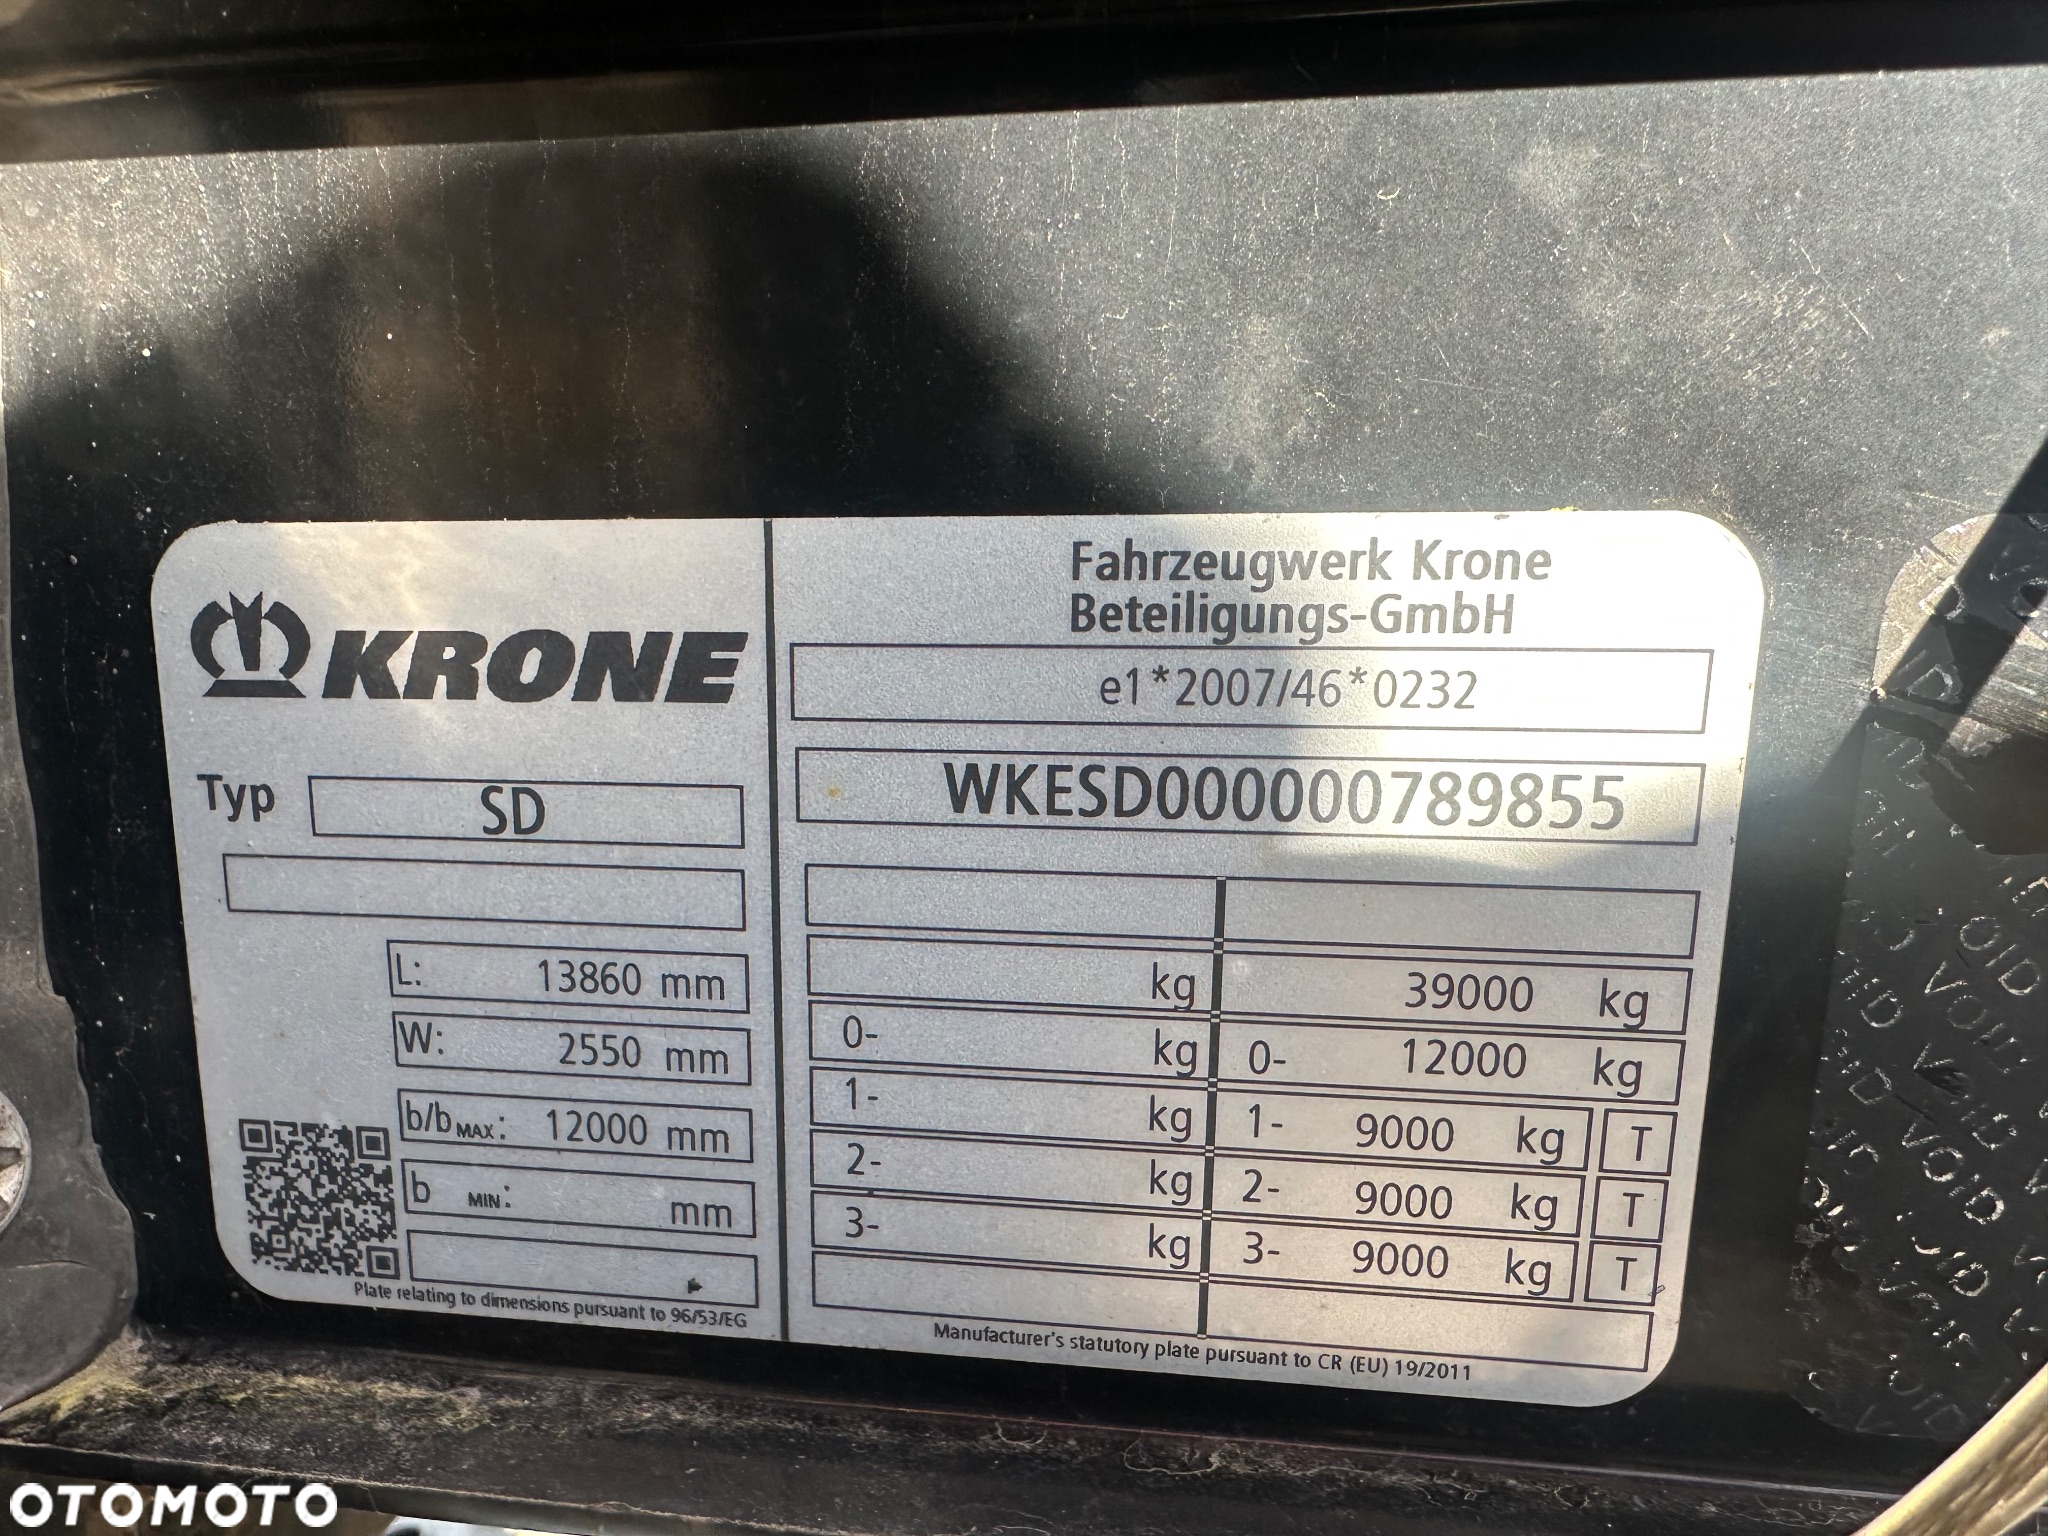 KRONE
Typ SD
L: 13860 mm
W: 2550 mm
b/bMAX: 12000 mm
b MIN: mm
Plate relating to dimensions pursuant to 96/53/EG
Fahrzeugwerk Krone
Beteiligungs-GmbH
e1*2007/46*0232
WKESD000000789855
kg 39000 kg
0- kg 0- 12000 kg
1- kg 1- 9000 kg T
2- kg 2- 9000 kg T
3- kg 3- 9000 kg T
Manufacturer's statutory plate pursuant to CR (EU) 19/2011
VOID
OTOMOTO